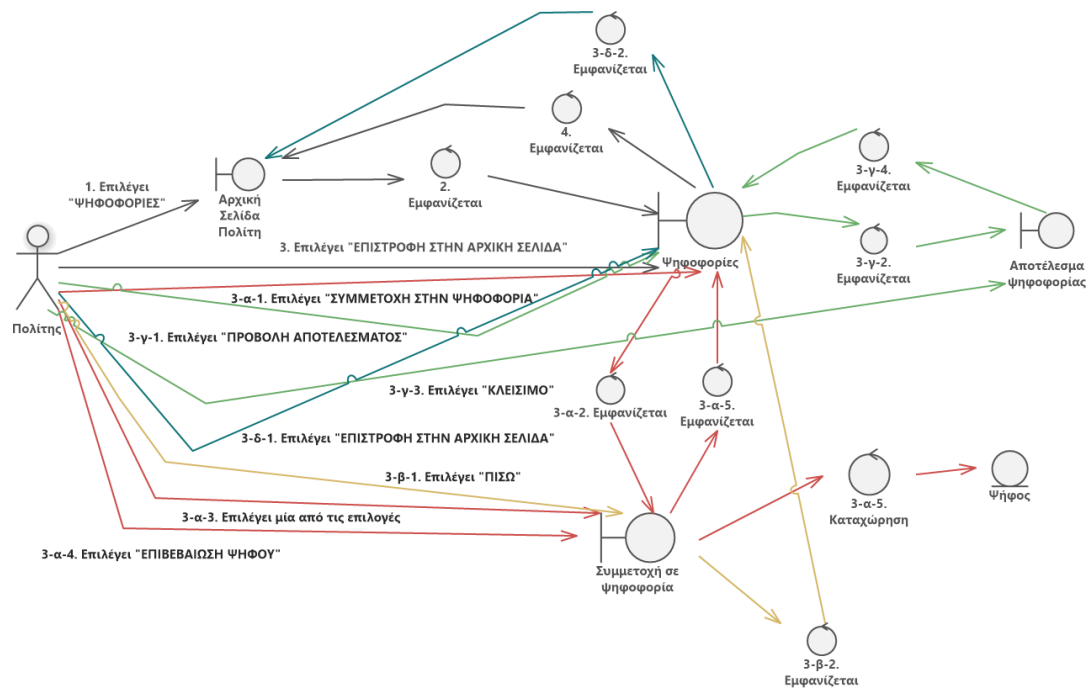 3-δ-2.
Εμφανίζεται
4.
Εμφανίζεται
3-γ-4.
Εμφανίζεται
1. Επιλέγει
"ΨΗΦΟΦΟΡΙΕΣ"
Αρχική
Σελίδα
Πολίτη
2.
Εμφανίζεται
3. Επιλέγει "ΕΠΙΣΤΡΟΦΗ ΣΤΗΝ ΑΡΧΙΚΗ ΣΕΛΙΔΑ"
Ψηφοφορίες
3-γ-2.
Εμφανίζεται
Αποτέλεσμα
ψηφοφορίας
Πολίτης
3-α-1. Επιλέγει "ΣΥΜΜΕΤΟΧΗ ΣΤΗΝ ΨΗΦΟΦΟΡΙΑ"
3-γ-1. Επιλέγει "ΠΡΟΒΟΛΗ ΑΠΟΤΕΛΕΣΜΑΤΟΣ"
3-γ-3. Επιλέγει "ΚΛΕΙΣΙΜΟ"
3-α-2. Εμφανίζεται
3-α-5.
Εμφανίζεται
3-δ-1. Επιλέγει "ΕΠΙΣΤΡΟΦΗ ΣΤΗΝ ΑΡΧΙΚΗ ΣΕΛΙΔΑ"
3-β-1. Επιλέγει "ΠΙΣΩ"
3-α-5.
Καταχώρηση
Ψήφος
3-α-3. Επιλέγει μία από τις επιλογές
3-α-4. Επιλέγει "ΕΠΙΒΕΒΑΙΩΣΗ ΨΗΦΟΥ"
Συμμετοχή σε
ψηφοφορία
3-β-2.
Εμφανίζεται